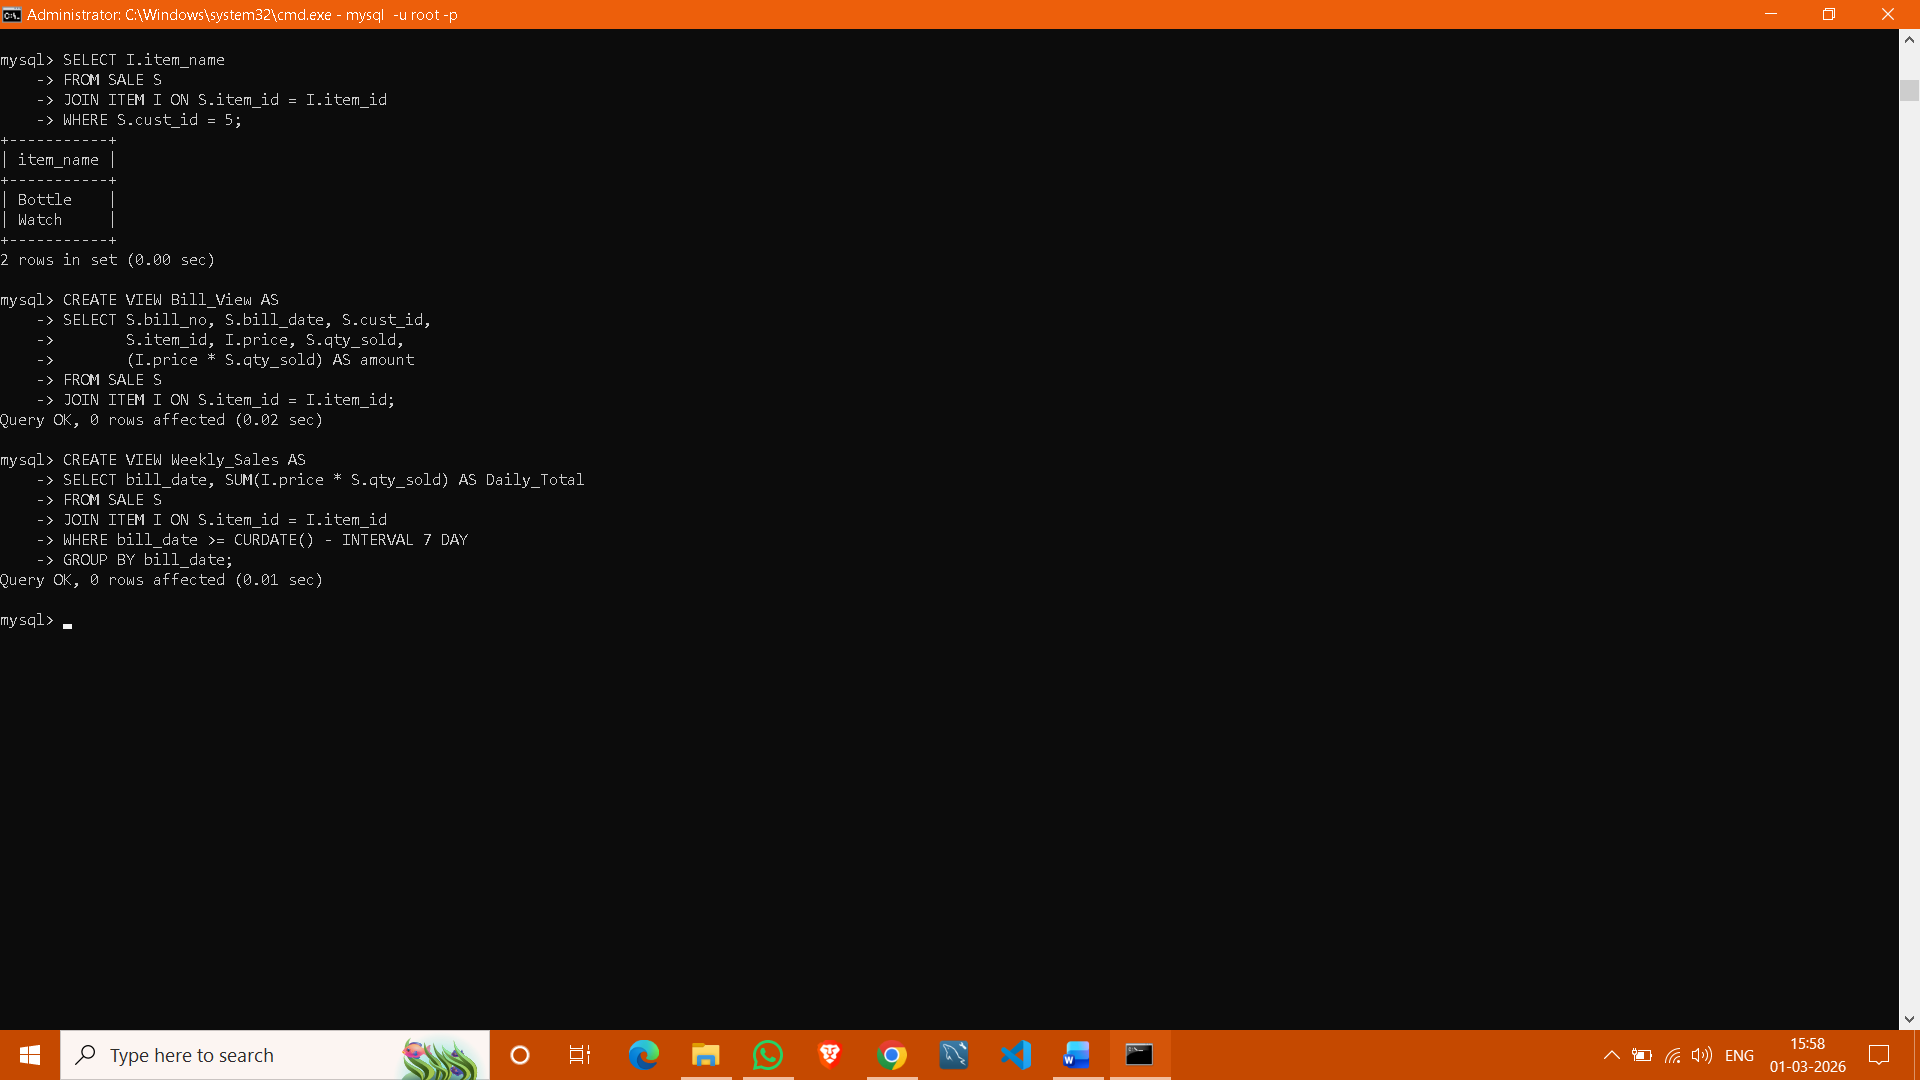 Administrator: C:\Windows\system32\cmd.exe - mysql  -u root -p
mysql> SELECT I.item_name
    -> FROM SALE S
    -> JOIN ITEM I ON S.item_id = I.item_id
    -> WHERE S.cust_id = 5;
+-----------+
| item_name |
+-----------+
| Bottle    |
| Watch     |
+-----------+
2 rows in set (0.00 sec)
mysql> CREATE VIEW Bill_View AS
    -> SELECT S.bill_no, S.bill_date, S.cust_id,
    ->        S.item_id, I.price, S.qty_sold,
    ->        (I.price * S.qty_sold) AS amount
    -> FROM SALE S
    -> JOIN ITEM I ON S.item_id = I.item_id;
Query OK, 0 rows affected (0.02 sec)
mysql> CREATE VIEW Weekly_Sales AS
    -> SELECT bill_date, SUM(I.price * S.qty_sold) AS Daily_Total
    -> FROM SALE S
    -> JOIN ITEM I ON S.item_id = I.item_id
    -> WHERE bill_date >= CURDATE() - INTERVAL 7 DAY
    -> GROUP BY bill_date;
Query OK, 0 rows affected (0.01 sec)
mysql> _
Type here to search
ENG
15:58
01-03-2026